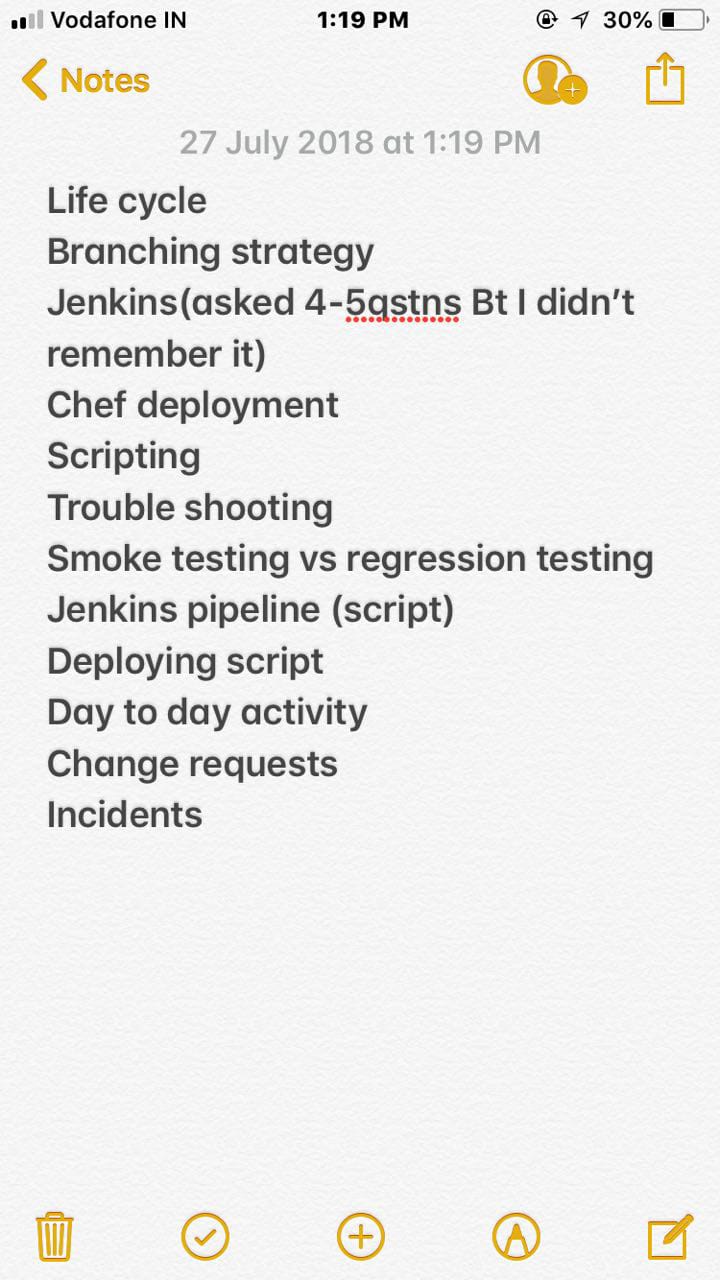 Vodafone IN 1:19 PM 30%
Notes
27 July 2018 at 1:19 PM
Life cycle
Branching strategy
Jenkins(asked 4-5qstns Bt I didn’t
remember it)
Chef deployment
Scripting
Trouble shooting
Smoke testing vs regression testing
Jenkins pipeline (script)
Deploying script
Day to day activity
Change requests
Incidents